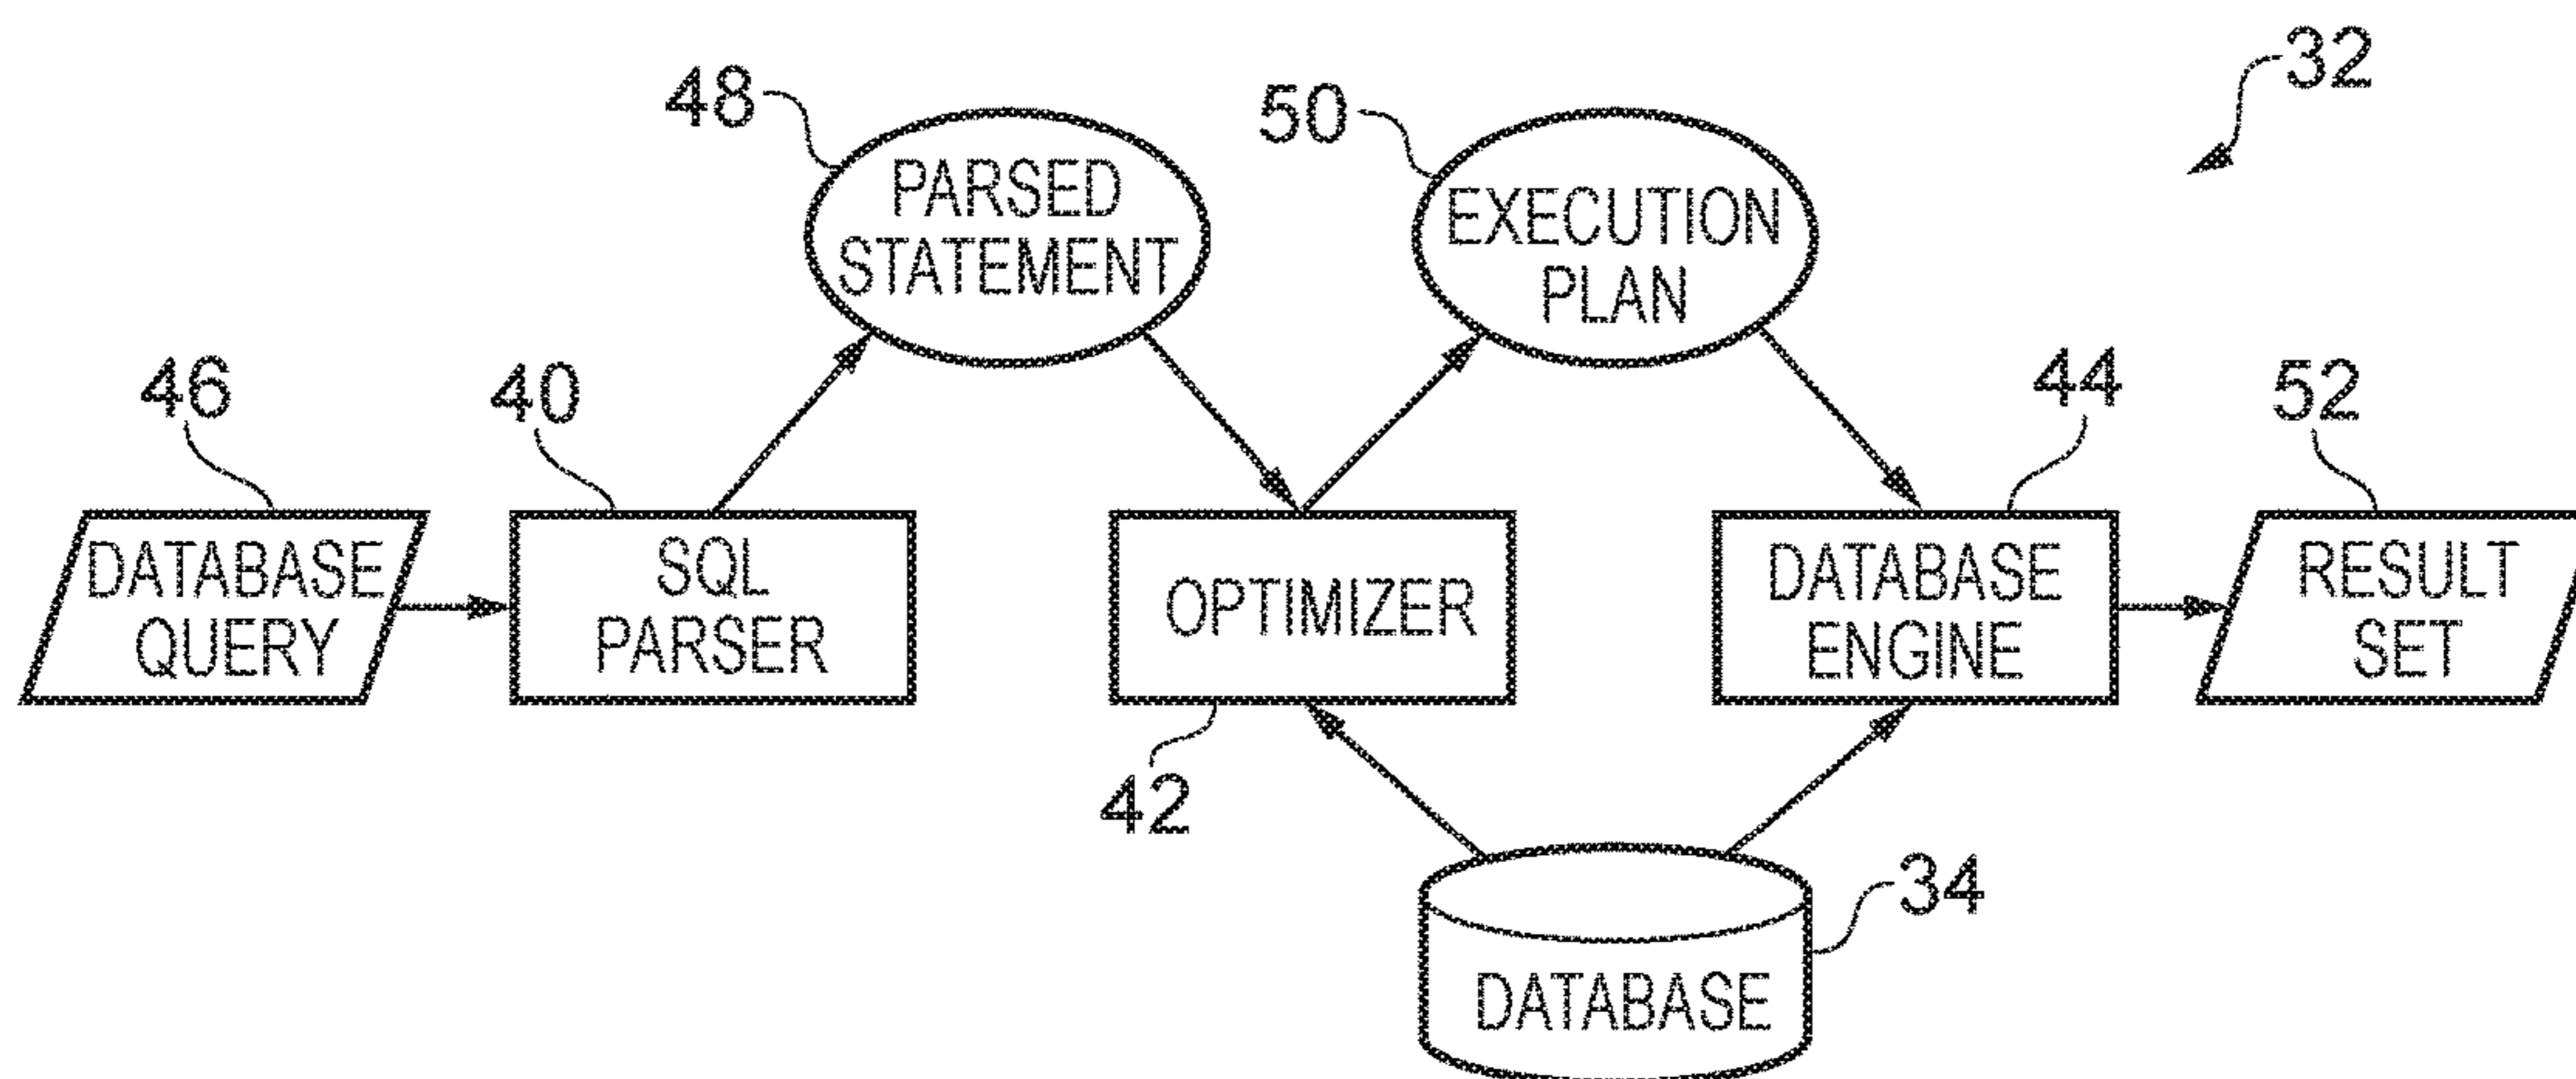 32
48
PARSED
STATEMENT
50
EXECUTION
PLAN
46
DATABASE
QUERY
40
SQL
PARSER
OPTIMIZER
42
44
DATABASE
ENGINE
52
RESULT
SET
34
DATABASE